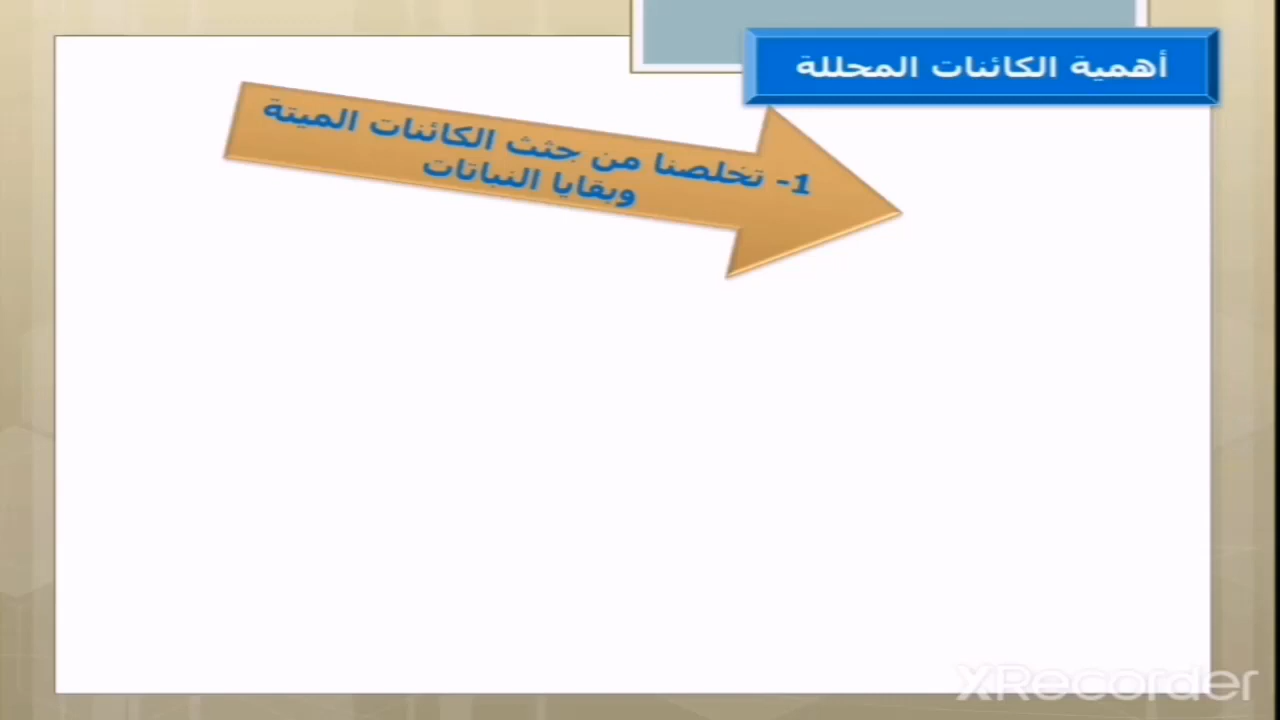 أهمية الكائنات المحللة
1- تخلصنا من جثث الكائنات الميتة
وبقايا النباتات
XRecorder